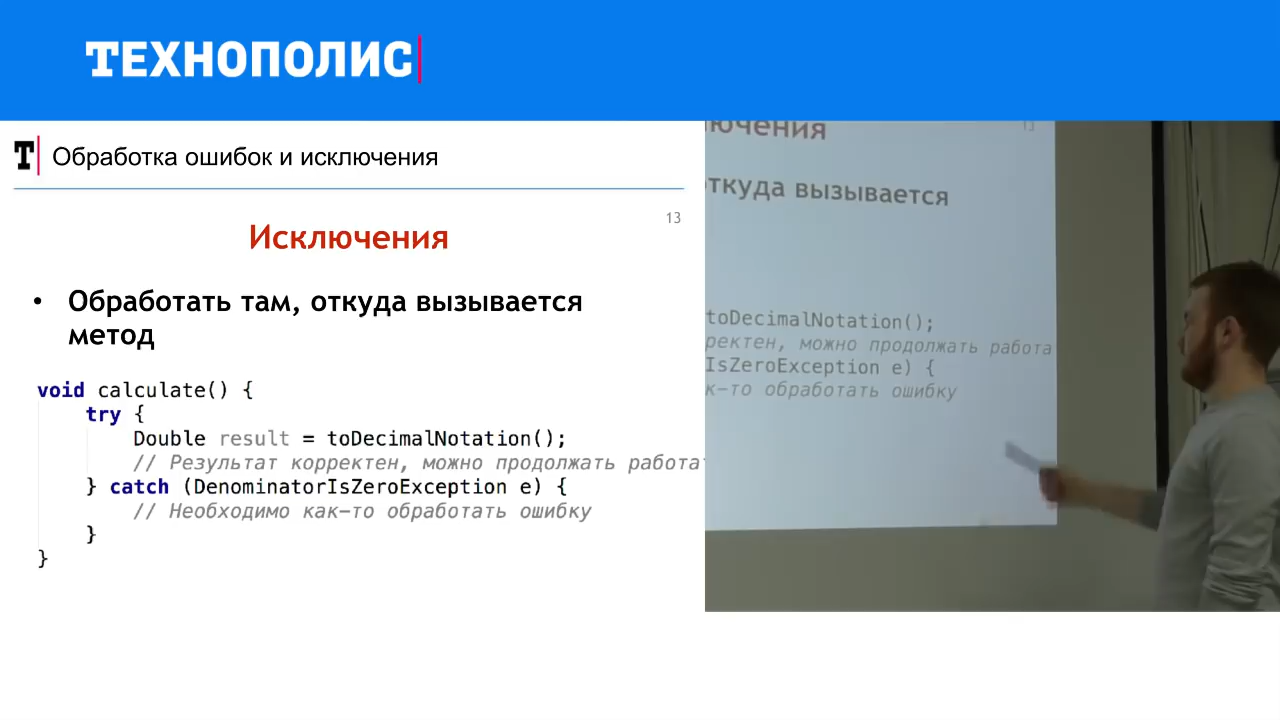 ТЕХНОПОЛИС
Т Обработка ошибок и исключения
13
Исключения
• Обработать там, откуда вызывается
метод
void calculate() {
try {
Double result = toDecimalNotation();
// Результат корректен, можно продолжать работат
} catch (DenominatorIsZeroException e) {
// Необходимо как-то обработать ошибку
}
}
лючения
13
откуда вызывается
toDecimalNotation();
ректен, можно продолжать работа
IsZeroException e) {
к-то обработать ошибку